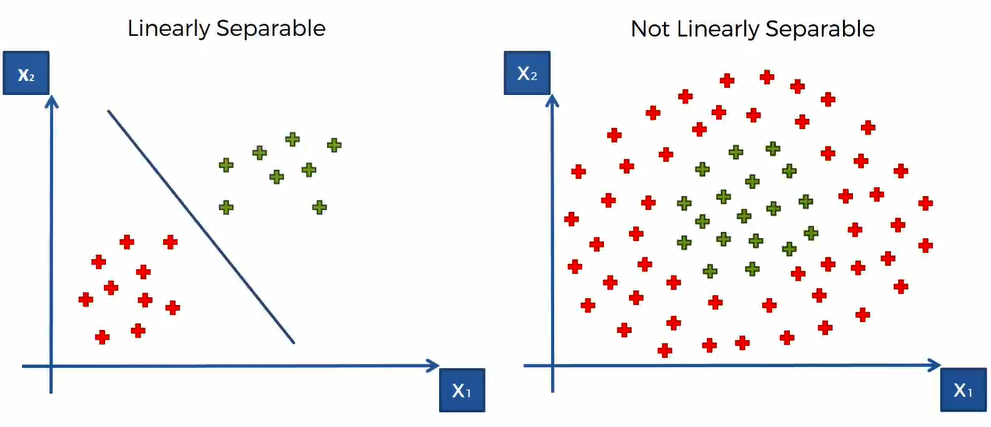 Linearly Separable
X₂
X₁
Not Linearly Separable
X₂
X₁